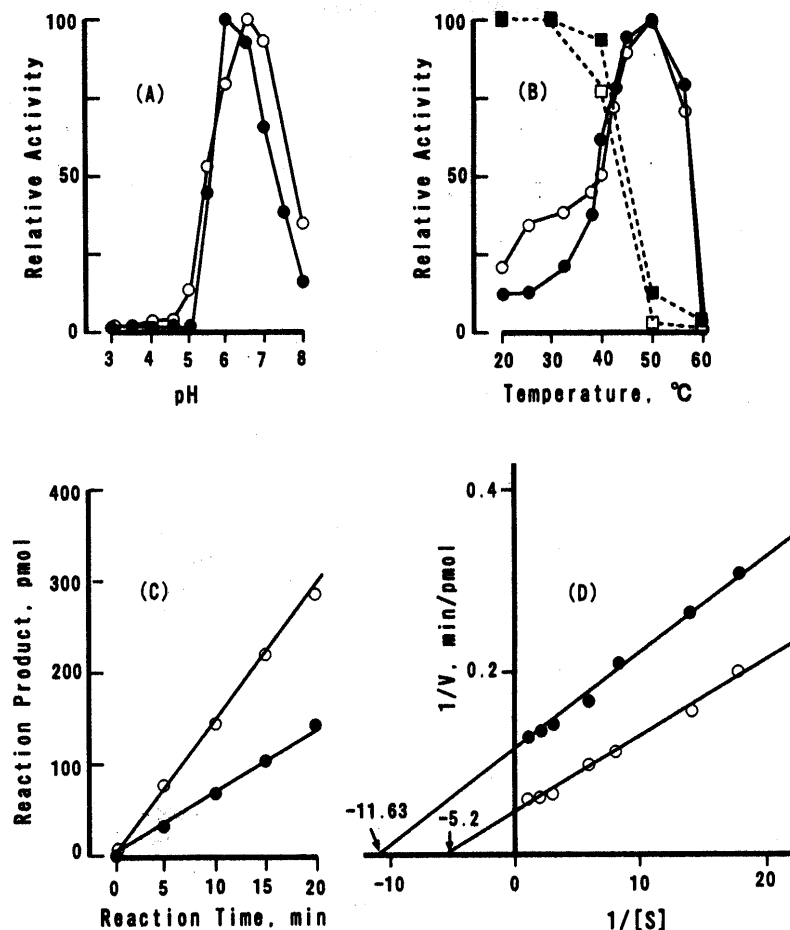 (A)
Relative Activity
100
50
0
3 4 5 6 7 8
pH
(B)
Relative Activity
100
50
0
20 30 40 50 60
Temperature, °C
(C)
Reaction Product, pmol
400
300
200
100
0
0 5 10 15 20
Reaction Time, min
(D)
1/V, min/pmol
0.4
0.2
-11.63
-5.2
-10 0 10 20
1/[S]